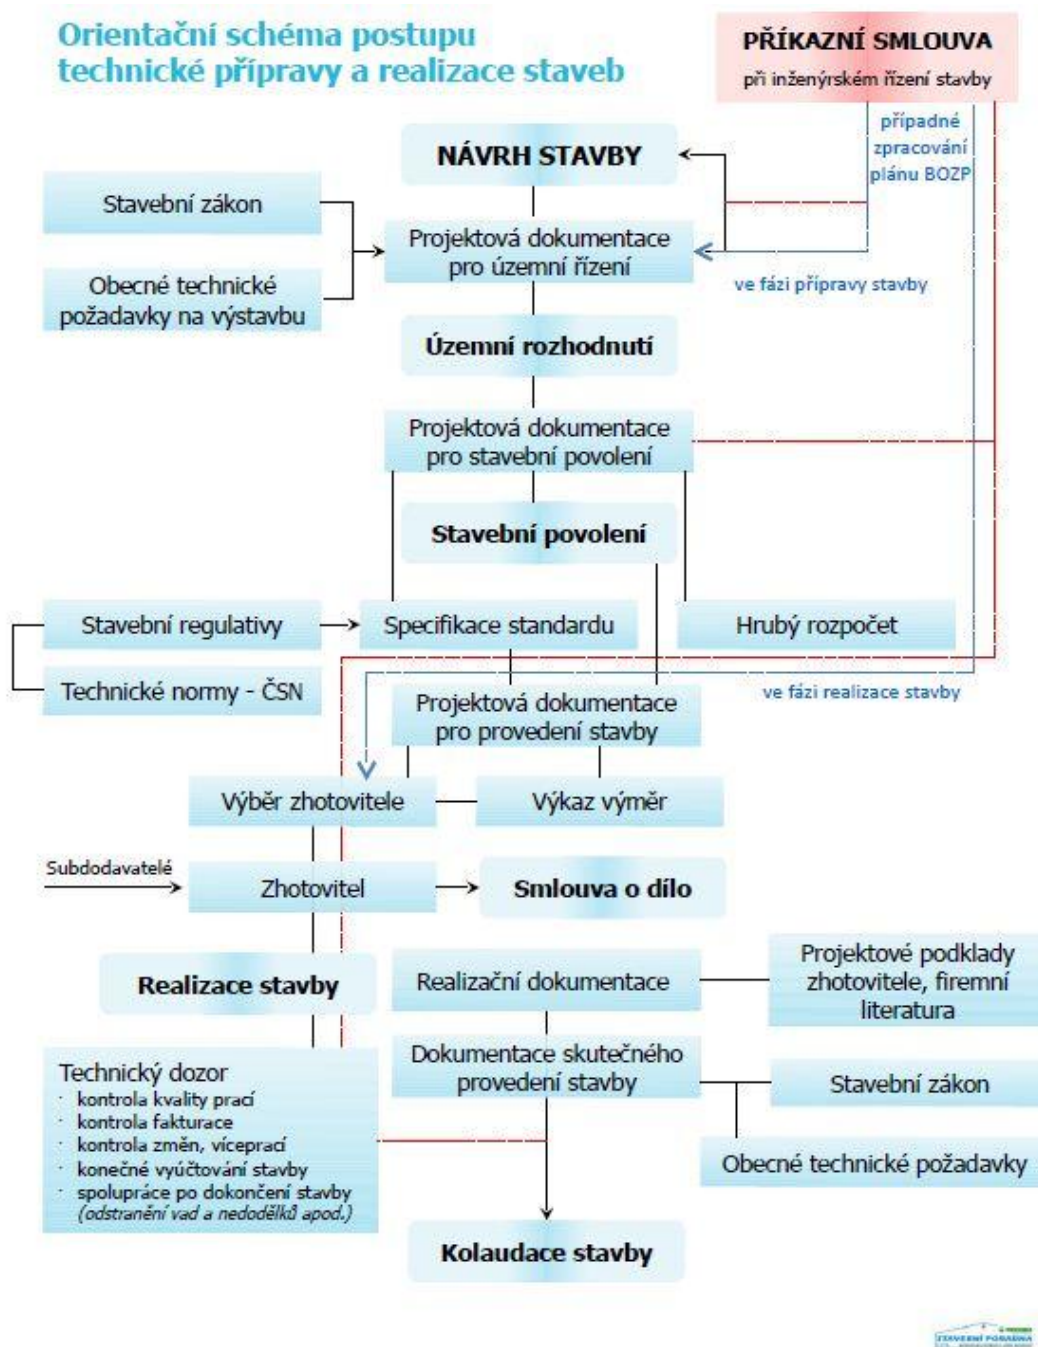 Orientační schéma postupu
technické přípravy a realizace staveb
PŘÍKAZNÍ SMLOUVA
při inženýrském řízení stavby
případné
zpracování
plánu BOZP
NÁVRH STAVBY
Stavební zákon
Projektová dokumentace
pro územní řízení
Obecné technické
požadavky na výstavbu
ve fázi přípravy stavby
Územní rozhodnutí
Projektová dokumentace
pro stavební povolení
Stavební povolení
Stavební regulativy
Specifikace standardu
Hrubý rozpočet
Technické normy - ČSN
ve fázi realizace stavby
Projektová dokumentace
pro provedení stavby
Výběr zhotovitele
Výkaz výměr
Subdodavatelé
Zhotovitel
Smlouva o dílo
Realizace stavby
Realizační dokumentace
Projektové podklady
zhotovitele, firemní
literatura
Technický dozor
· kontrola kvality prací
· kontrola fakturace
· kontrola změn, víceprací
· konečné vyúčtování stavby
· spolupráce po dokončení stavby
(odstranění vad a nedodělků apod.)
Dokumentace skutečného
provedení stavby
Stavební zákon
Obecné technické požadavky
Kolaudace stavby
STAVEBNÍ PORADNA